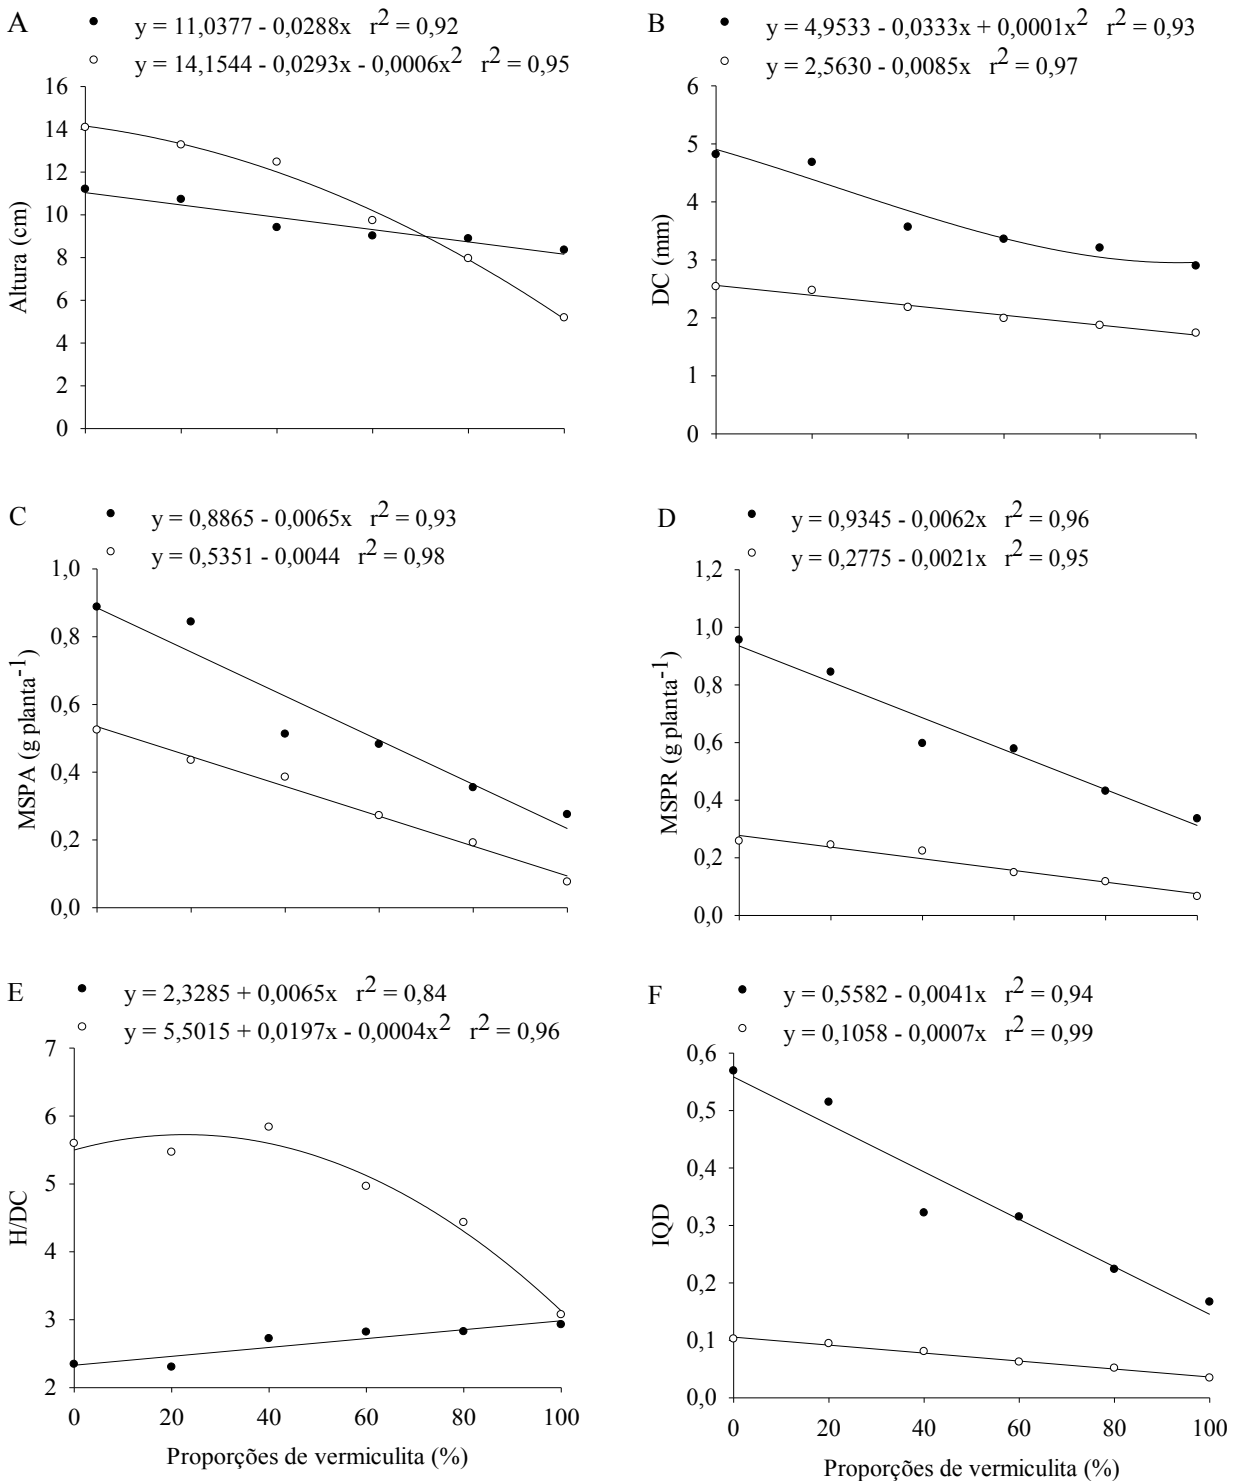 A
y = 11,0377 - 0,0288x r² = 0,92
y = 14,1544 - 0,0293x - 0,0006x² r² = 0,95
16
14
12
10
8
6
4
2
0
Altura (cm)
B
y = 4,9533 - 0,0333x + 0,0001x² r² = 0,93
y = 2,5630 - 0,0085x r² = 0,97
6
5
4
3
2
1
0
DC (mm)
C
y = 0,8865 - 0,0065x r² = 0,93
y = 0,5351 - 0,0044 r² = 0,98
1,0
0,8
0,6
0,4
0,2
0,0
MSPA (g planta⁻¹)
D
y = 0,9345 - 0,0062x r² = 0,96
y = 0,2775 - 0,0021x r² = 0,95
1,2
1,0
0,8
0,6
0,4
0,2
0,0
MSPR (g planta⁻¹)
E
y = 2,3285 + 0,0065x r² = 0,84
y = 5,5015 + 0,0197x - 0,0004x² r² = 0,96
7
6
5
4
3
2
H/DC
0 20 40 60 80 100
Proporções de vermiculita (%)
F
y = 0,5582 - 0,0041x r² = 0,94
y = 0,1058 - 0,0007x r² = 0,99
0,6
0,5
0,4
0,3
0,2
0,1
0,0
IQD
0 20 40 60 80 100
Proporções de vermiculita (%)